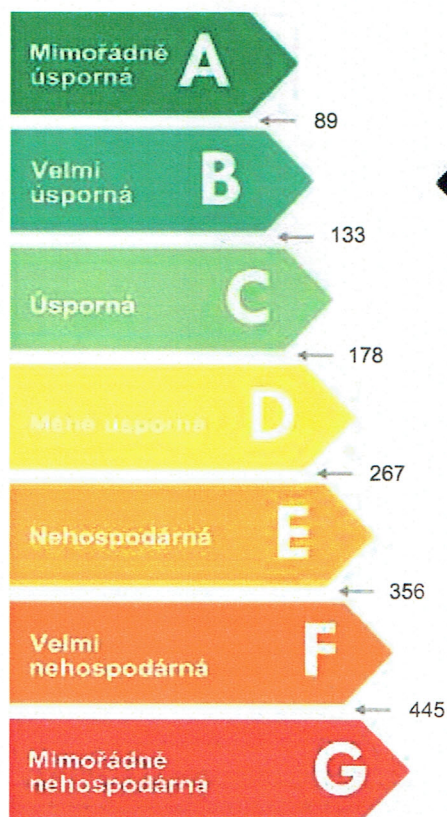 Mimořádně
úsporná
A
89
Velmi
úsporná
B
133
Úsporná
C
178
Méně úsporná
D
267
Nehospodárná
E
356
Velmi
nehospodárná
F
445
Mimořádně
nehospodárná
G